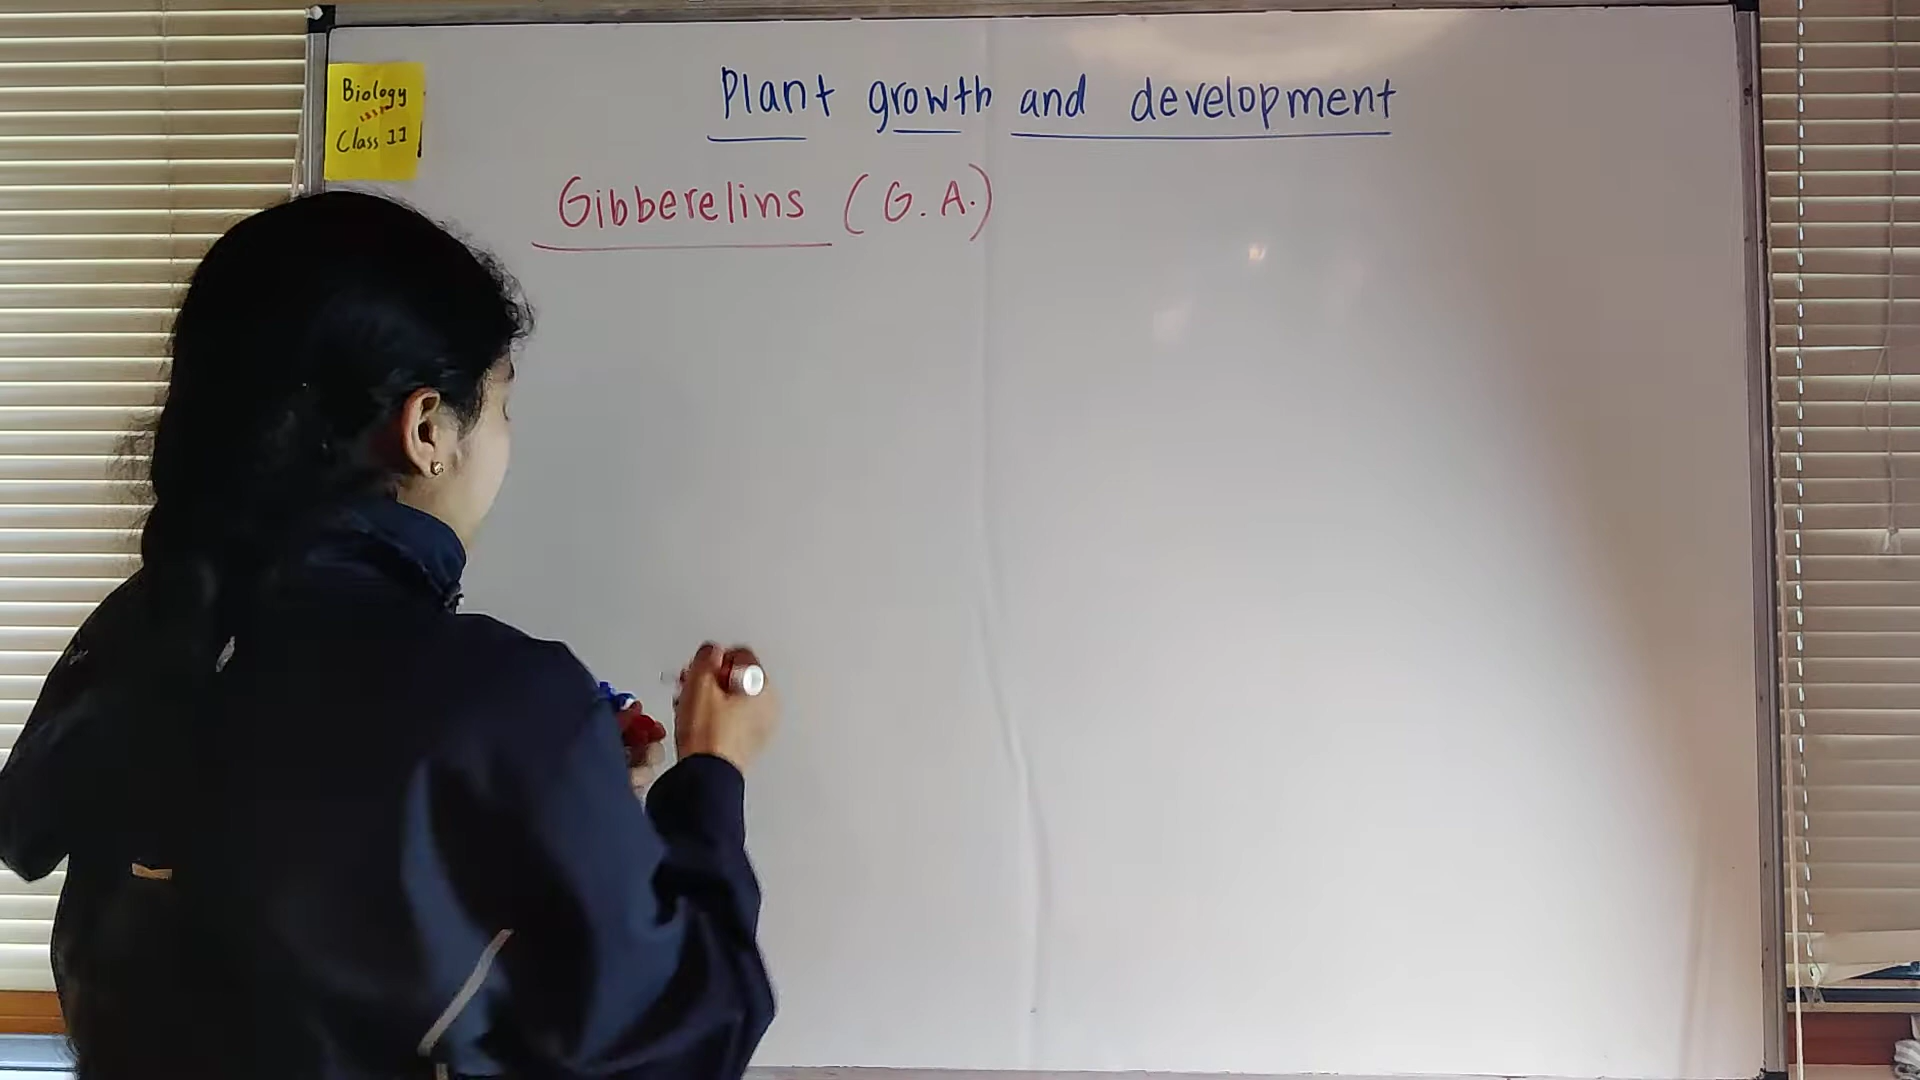 Biology
Class 11
Plant growth and development
Gibberelins (G.A.)